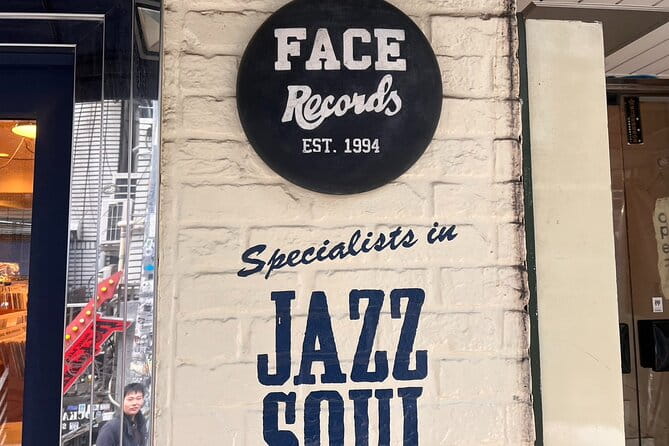 FACE
Records
EST. 1994
Specialists in
JAZZ
SOUL